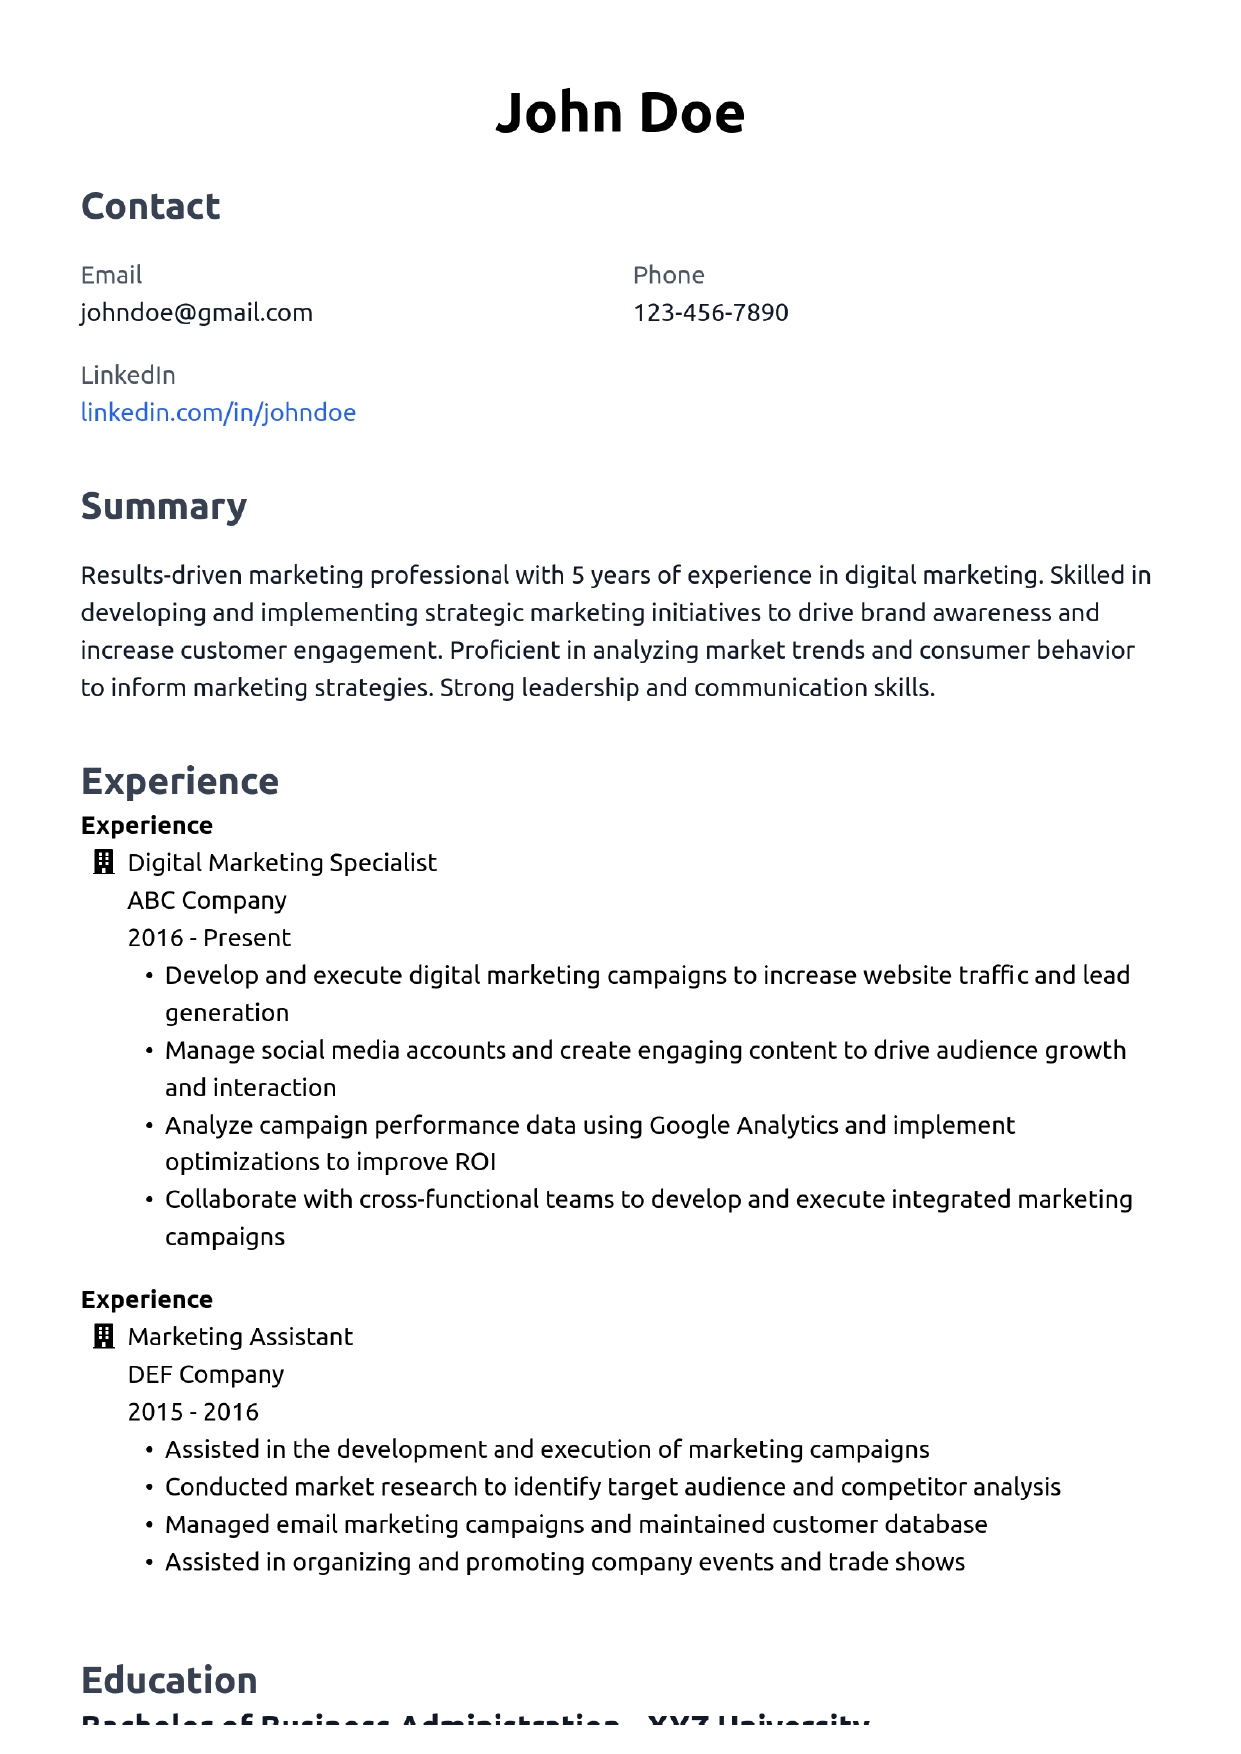 John Doe
Contact
Email
johndoe@gmail.com
Phone
123-456-7890
LinkedIn
linkedin.com/in/johndoe
Summary
Results-driven marketing professional with 5 years of experience in digital marketing. Skilled in
developing and implementing strategic marketing initiatives to drive brand awareness and
increase customer engagement. Proficient in analyzing market trends and consumer behavior
to inform marketing strategies. Strong leadership and communication skills.
Experience
Experience
Digital Marketing Specialist
ABC Company
2016 - Present
• Develop and execute digital marketing campaigns to increase website traffic and lead
generation
• Manage social media accounts and create engaging content to drive audience growth
and interaction
• Analyze campaign performance data using Google Analytics and implement
optimizations to improve ROI
• Collaborate with cross-functional teams to develop and execute integrated marketing
campaigns
Experience
Marketing Assistant
DEF Company
2015 - 2016
• Assisted in the development and execution of marketing campaigns
• Conducted market research to identify target audience and competitor analysis
• Managed email marketing campaigns and maintained customer database
• Assisted in organizing and promoting company events and trade shows
Education
Bachelor of Business Administration - XYZ University